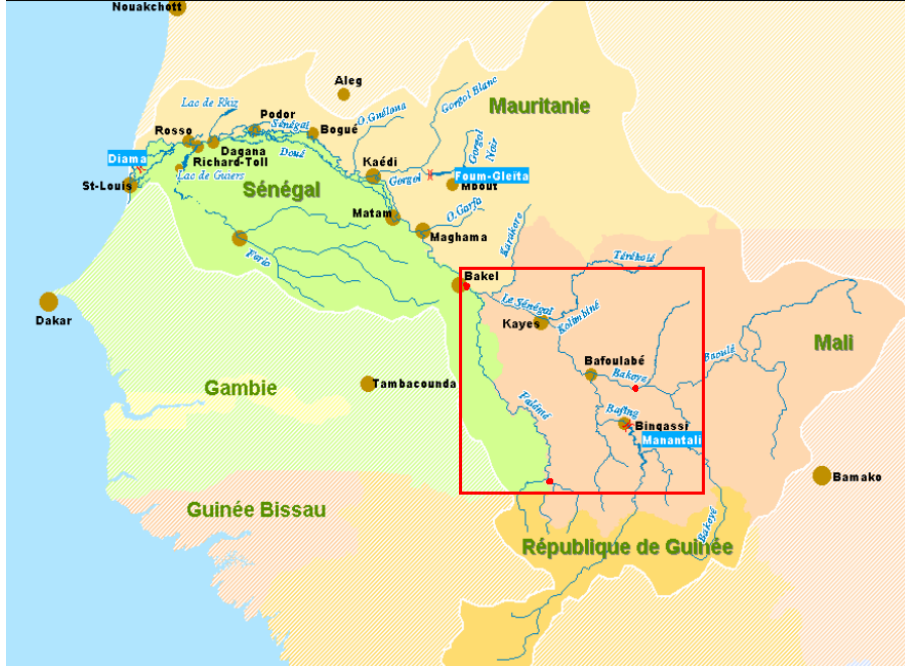 Nouakchott
Aleg
Gorgol Blanc
Mauritanie
Lac de Rkiz
O.Guélona
Podor
Sénégal
Bogué
Rosso
Gorgol
Noir
Dagana
Doué
Diama
Richard-Toll
Kaédi
Foum-Gleita
Lac de Guiers
Gorgol
Mbout
St-Louis
Sénégal
Matam
O.Garfa
Karakoro
Maghama
Ferlo
Térékolé
Bakel
Le Sénégal
Dakar
Kayes
Kolimbiné
Mali
Bafoulabé
Baoulé
Bakoye
Gambie
Tambacounda
Falémé
Bafing
Binqassi
Manantali
Bamako
Guinée Bissau
Bakoyé
République de Guinée